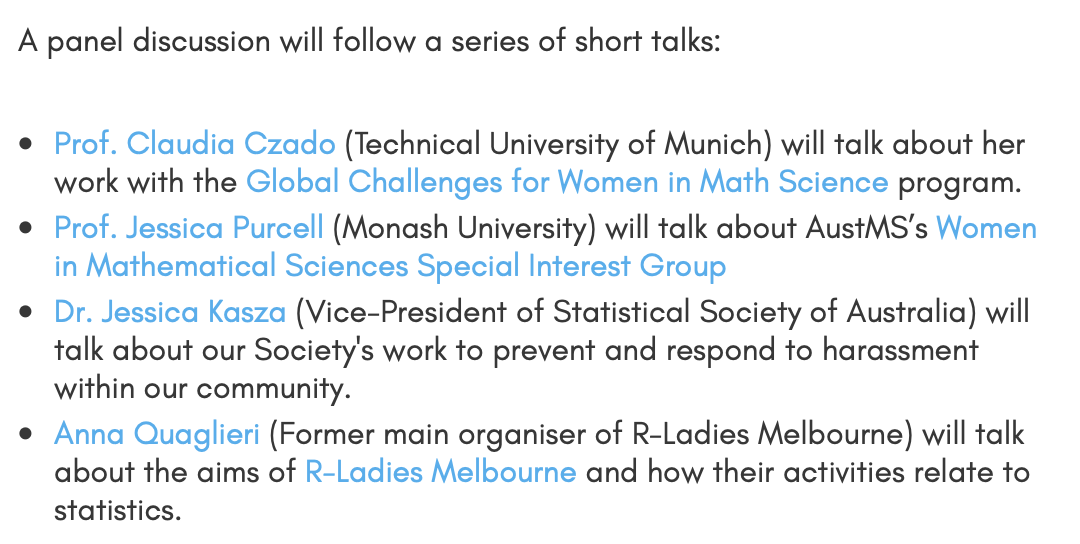 A panel discussion will follow a series of short talks:
• Prof. Claudia Czado (Technical University of Munich) will talk about her
work with the Global Challenges for Women in Math Science program.
• Prof. Jessica Purcell (Monash University) will talk about AustMS’s Women
in Mathematical Sciences Special Interest Group
• Dr. Jessica Kasza (Vice-President of Statistical Society of Australia) will
talk about our Society's work to prevent and respond to harassment
within our community.
• Anna Quaglieri (Former main organiser of R-Ladies Melbourne) will talk
about the aims of R-Ladies Melbourne and how their activities relate to
statistics.